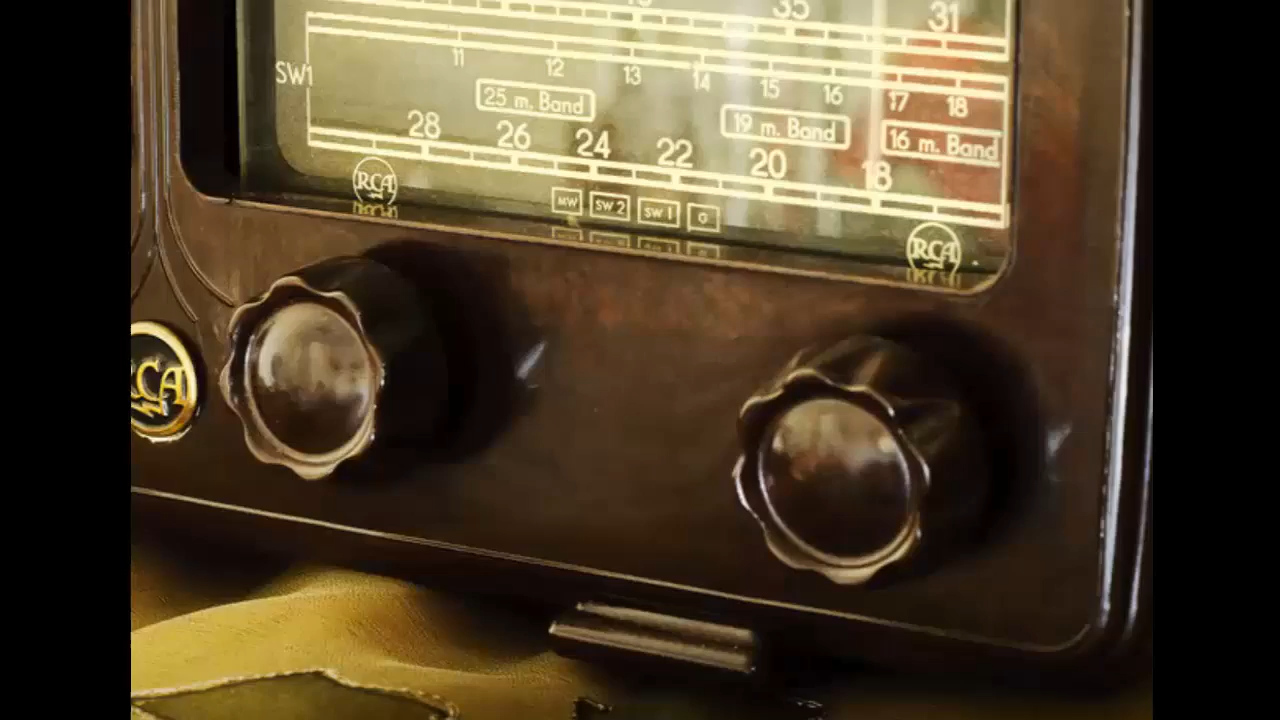 35 31
SW1 11 12 13 14 15 16 17 18
25 m. Band 19 m. Band 16 m. Band
28 26 24 22 20 18
RCA MW SW 2 SW 1 G RCA
RCA